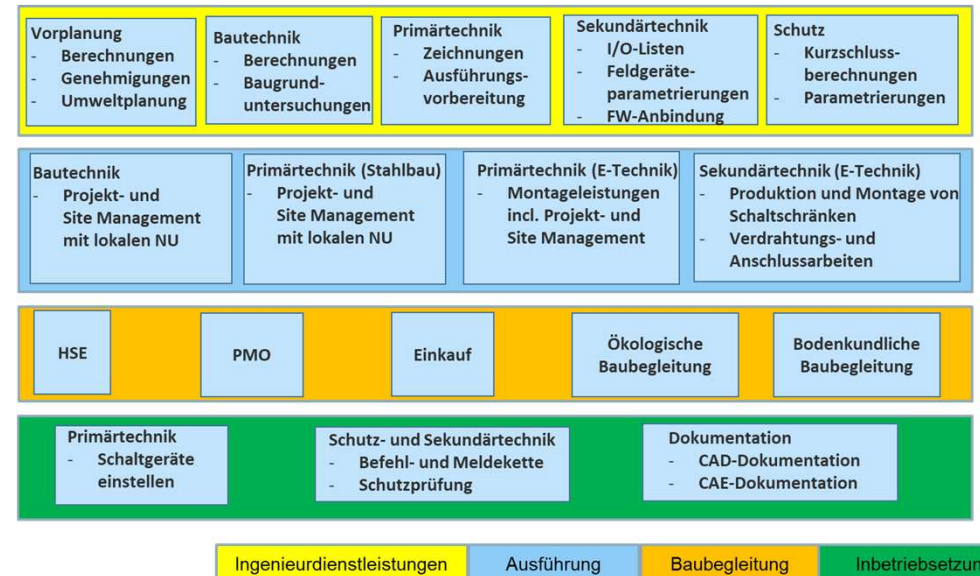 Vorplanung
- Berechnungen
- Genehmigungen
- Umweltplanung
Bautechnik
- Berechnungen
- Baugrund-
untersuchungen
Primärtechnik
- Zeichnungen
- Ausführungs-
vorbereitung
Sekundärtechnik
- I/O-Listen
- Feldgeräte-
parametrierungen
- FW-Anbindung
Schutz
- Kurzschluss-
berechnungen
- Parametrierungen
Bautechnik
- Projekt- und
Site Management
mit lokalen NU
Primärtechnik (Stahlbau)
- Projekt- und
Site Management
mit lokalen NU
Primärtechnik (E-Technik)
- Montageleistungen
incl. Projekt- und
Site Management
Sekundärtechnik (E-Technik)
- Produktion und Montage von
Schaltschränken
- Verdrahtungs- und
Anschlussarbeiten
HSE
PMO
Einkauf
Ökologische
Baubegleitung
Bodenkundliche
Baubegleitung
Primärtechnik
- Schaltgeräte
einstellen
Schutz- und Sekundärtechnik
- Befehl- und Meldekette
- Schutzprüfung
Dokumentation
- CAD-Dokumentation
- CAE-Dokumentation
Ingenieurdienstleistungen
Ausführung
Baubegleitung
Inbetriebsetzun